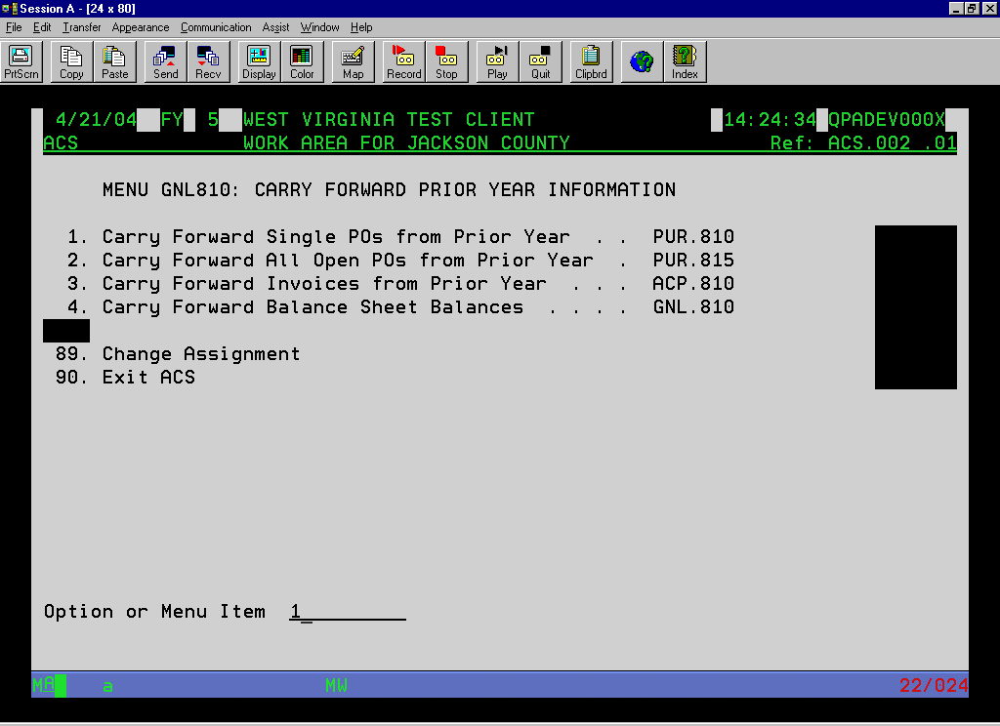 Session A - [24 x 80]
File Edit Transfer Appearance Communication Assist Window Help
PrtScrn Copy Paste Send Recv Display Color Map Record Stop Play Quit Clipbrd Index
4/21/04 FY 5 WEST VIRGINIA TEST CLIENT 14:24:34 QPADEV000X
ACS WORK AREA FOR JACKSON COUNTY Ref: ACS.002 .01
MENU GNL810: CARRY FORWARD PRIOR YEAR INFORMATION
1. Carry Forward Single POs from Prior Year . . PUR.810
2. Carry Forward All Open POs from Prior Year . PUR.815
3. Carry Forward Invoices from Prior Year . . . ACP.810
4. Carry Forward Balance Sheet Balances . . . . GNL.810
89. Change Assignment
90. Exit ACS
Option or Menu Item 1_
MA a MW 22/024